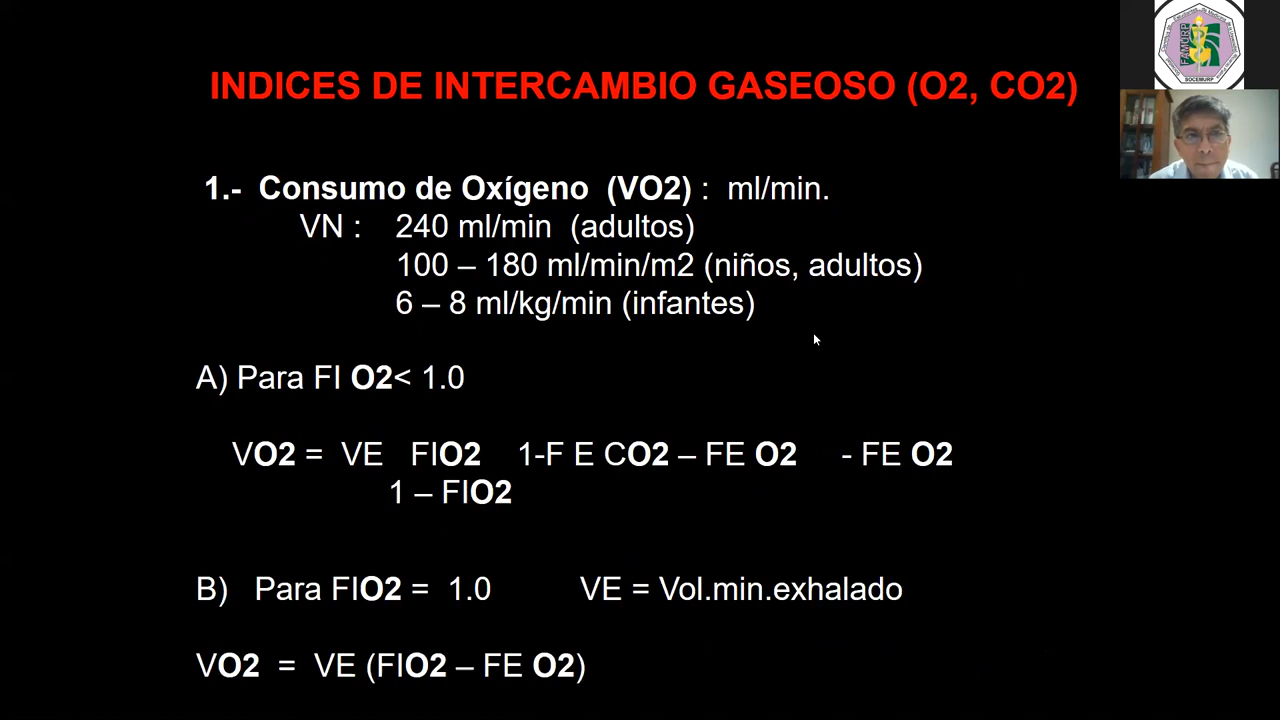 INDICES DE INTERCAMBIO GASEOSO (O2, CO2)
1.- Consumo de Oxígeno (VO2) : ml/min.
VN : 240 ml/min (adultos)
100 – 180 ml/min/m2 (niños, adultos)
6 – 8 ml/kg/min (infantes)
A) Para FI O2< 1.0
VO2 = VE FIO2 1-F E CO2 – FE O2 - FE O2
1 – FIO2
B) Para FIO2 = 1.0 VE = Vol.min.exhalado
VO2 = VE (FIO2 – FE O2)
FAMURP
SOCEMURP